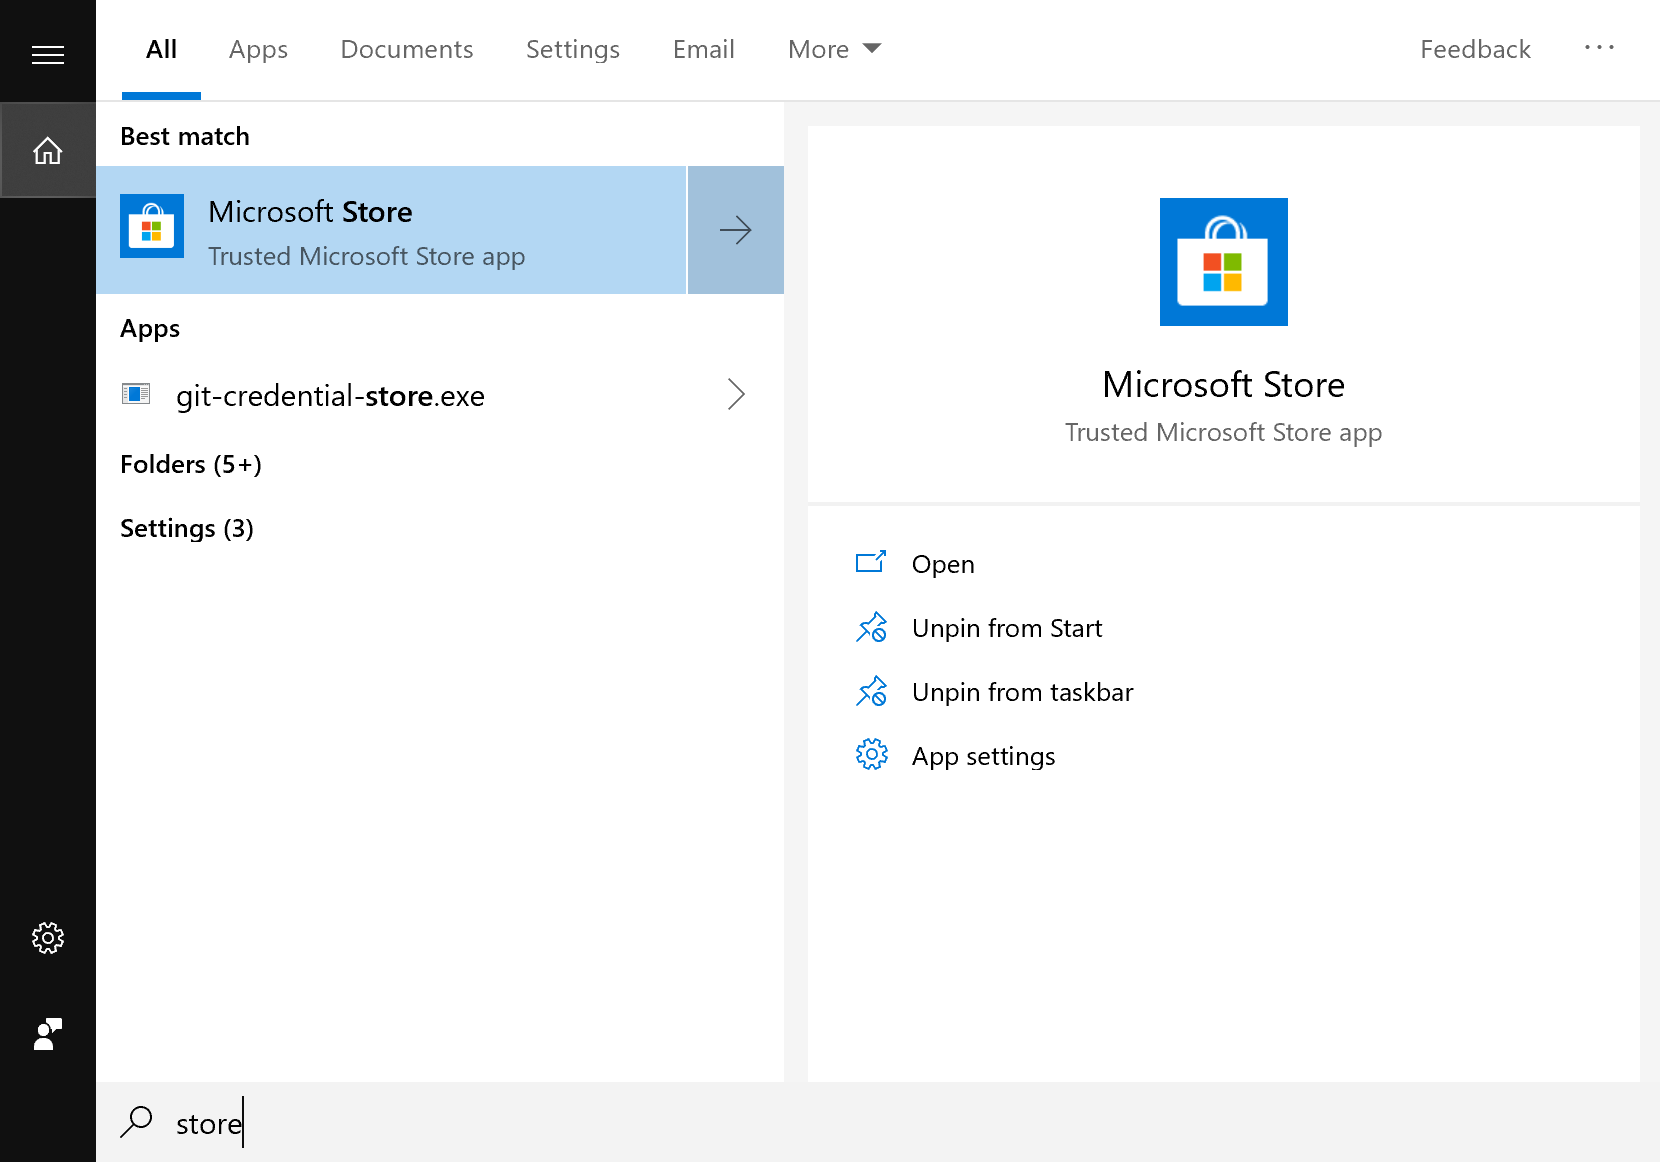 All Apps Documents Settings Email More Feedback ...
Best match
Microsoft Store
Trusted Microsoft Store app
Apps
git-credential-store.exe
Folders (5+)
Settings (3)
Microsoft Store
Trusted Microsoft Store app
Open
Unpin from Start
Unpin from taskbar
App settings
store